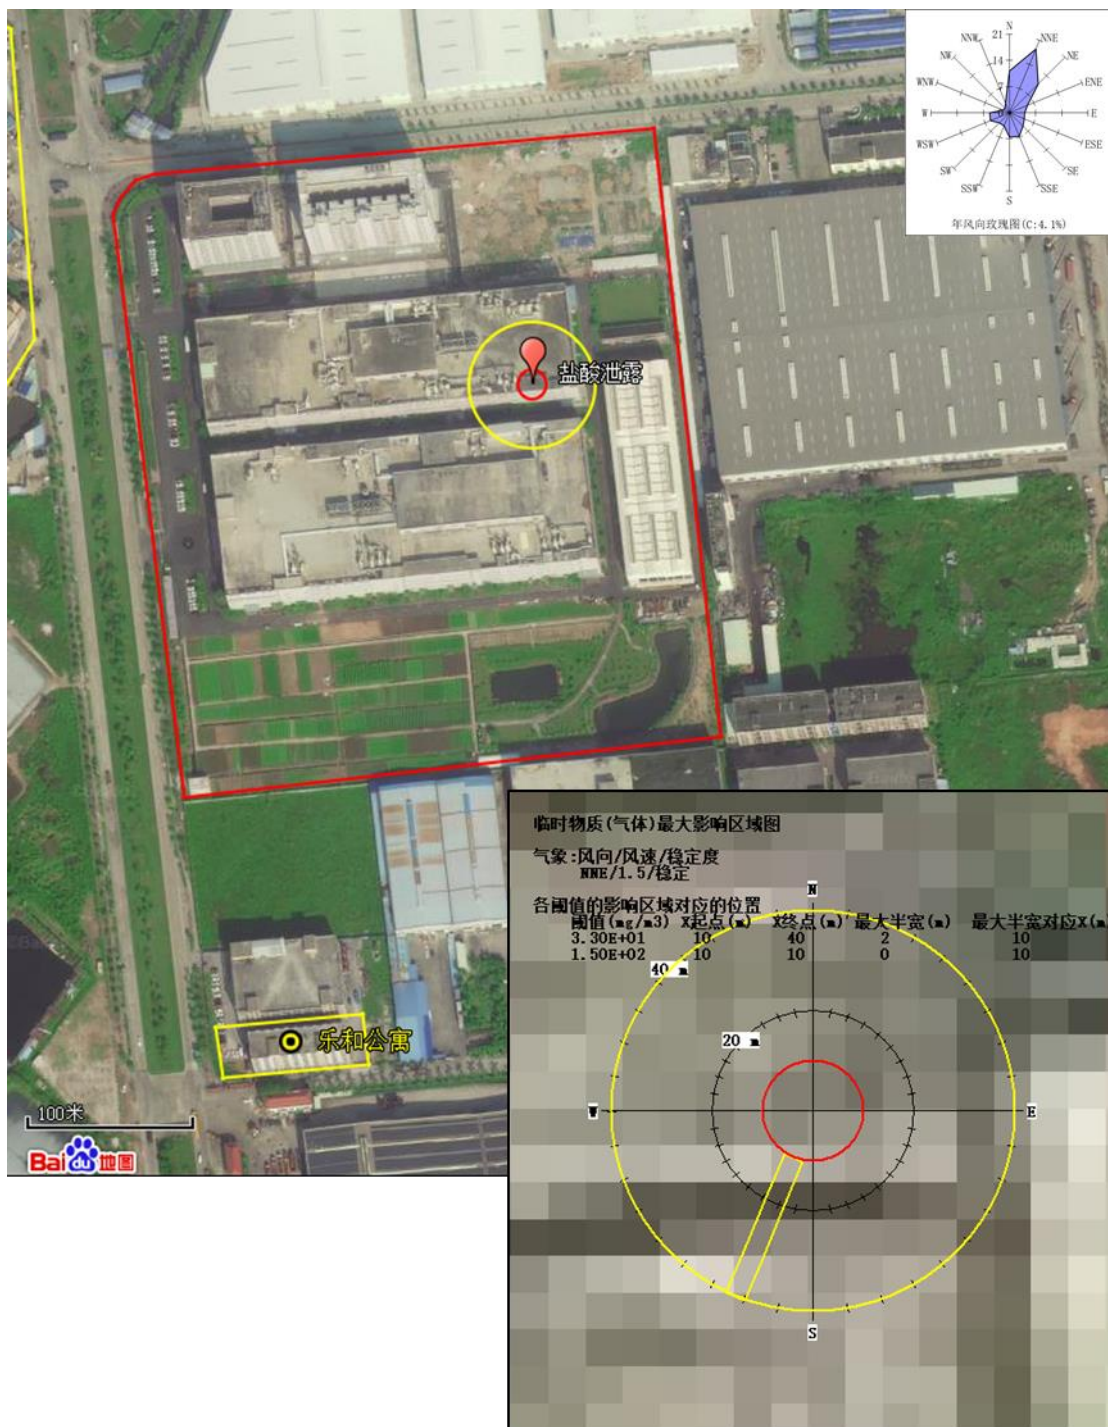 N
21
NNW
NNE
NW
14
NE
WNW
7
ENE
W
E
WSW
ESE
SW
SE
SSW
SSE
S
年风向玫瑰图(C:4.1%)
盐酸泄露
乐和公寓
100米
Bai du 地图
临时物质(气体)最大影响区域图
气象:风向/风速/稳定度
NNE/1.5/稳定
N
各阈值的影响区域对应的位置
阈值(mg/m3) X起点(m) X终点(m) 最大半宽(m) 最大半宽对应X(m
3.30E+01 10 40 2 10
1.50E+02 10 10 0 10
40 m
20 m
W
E
S